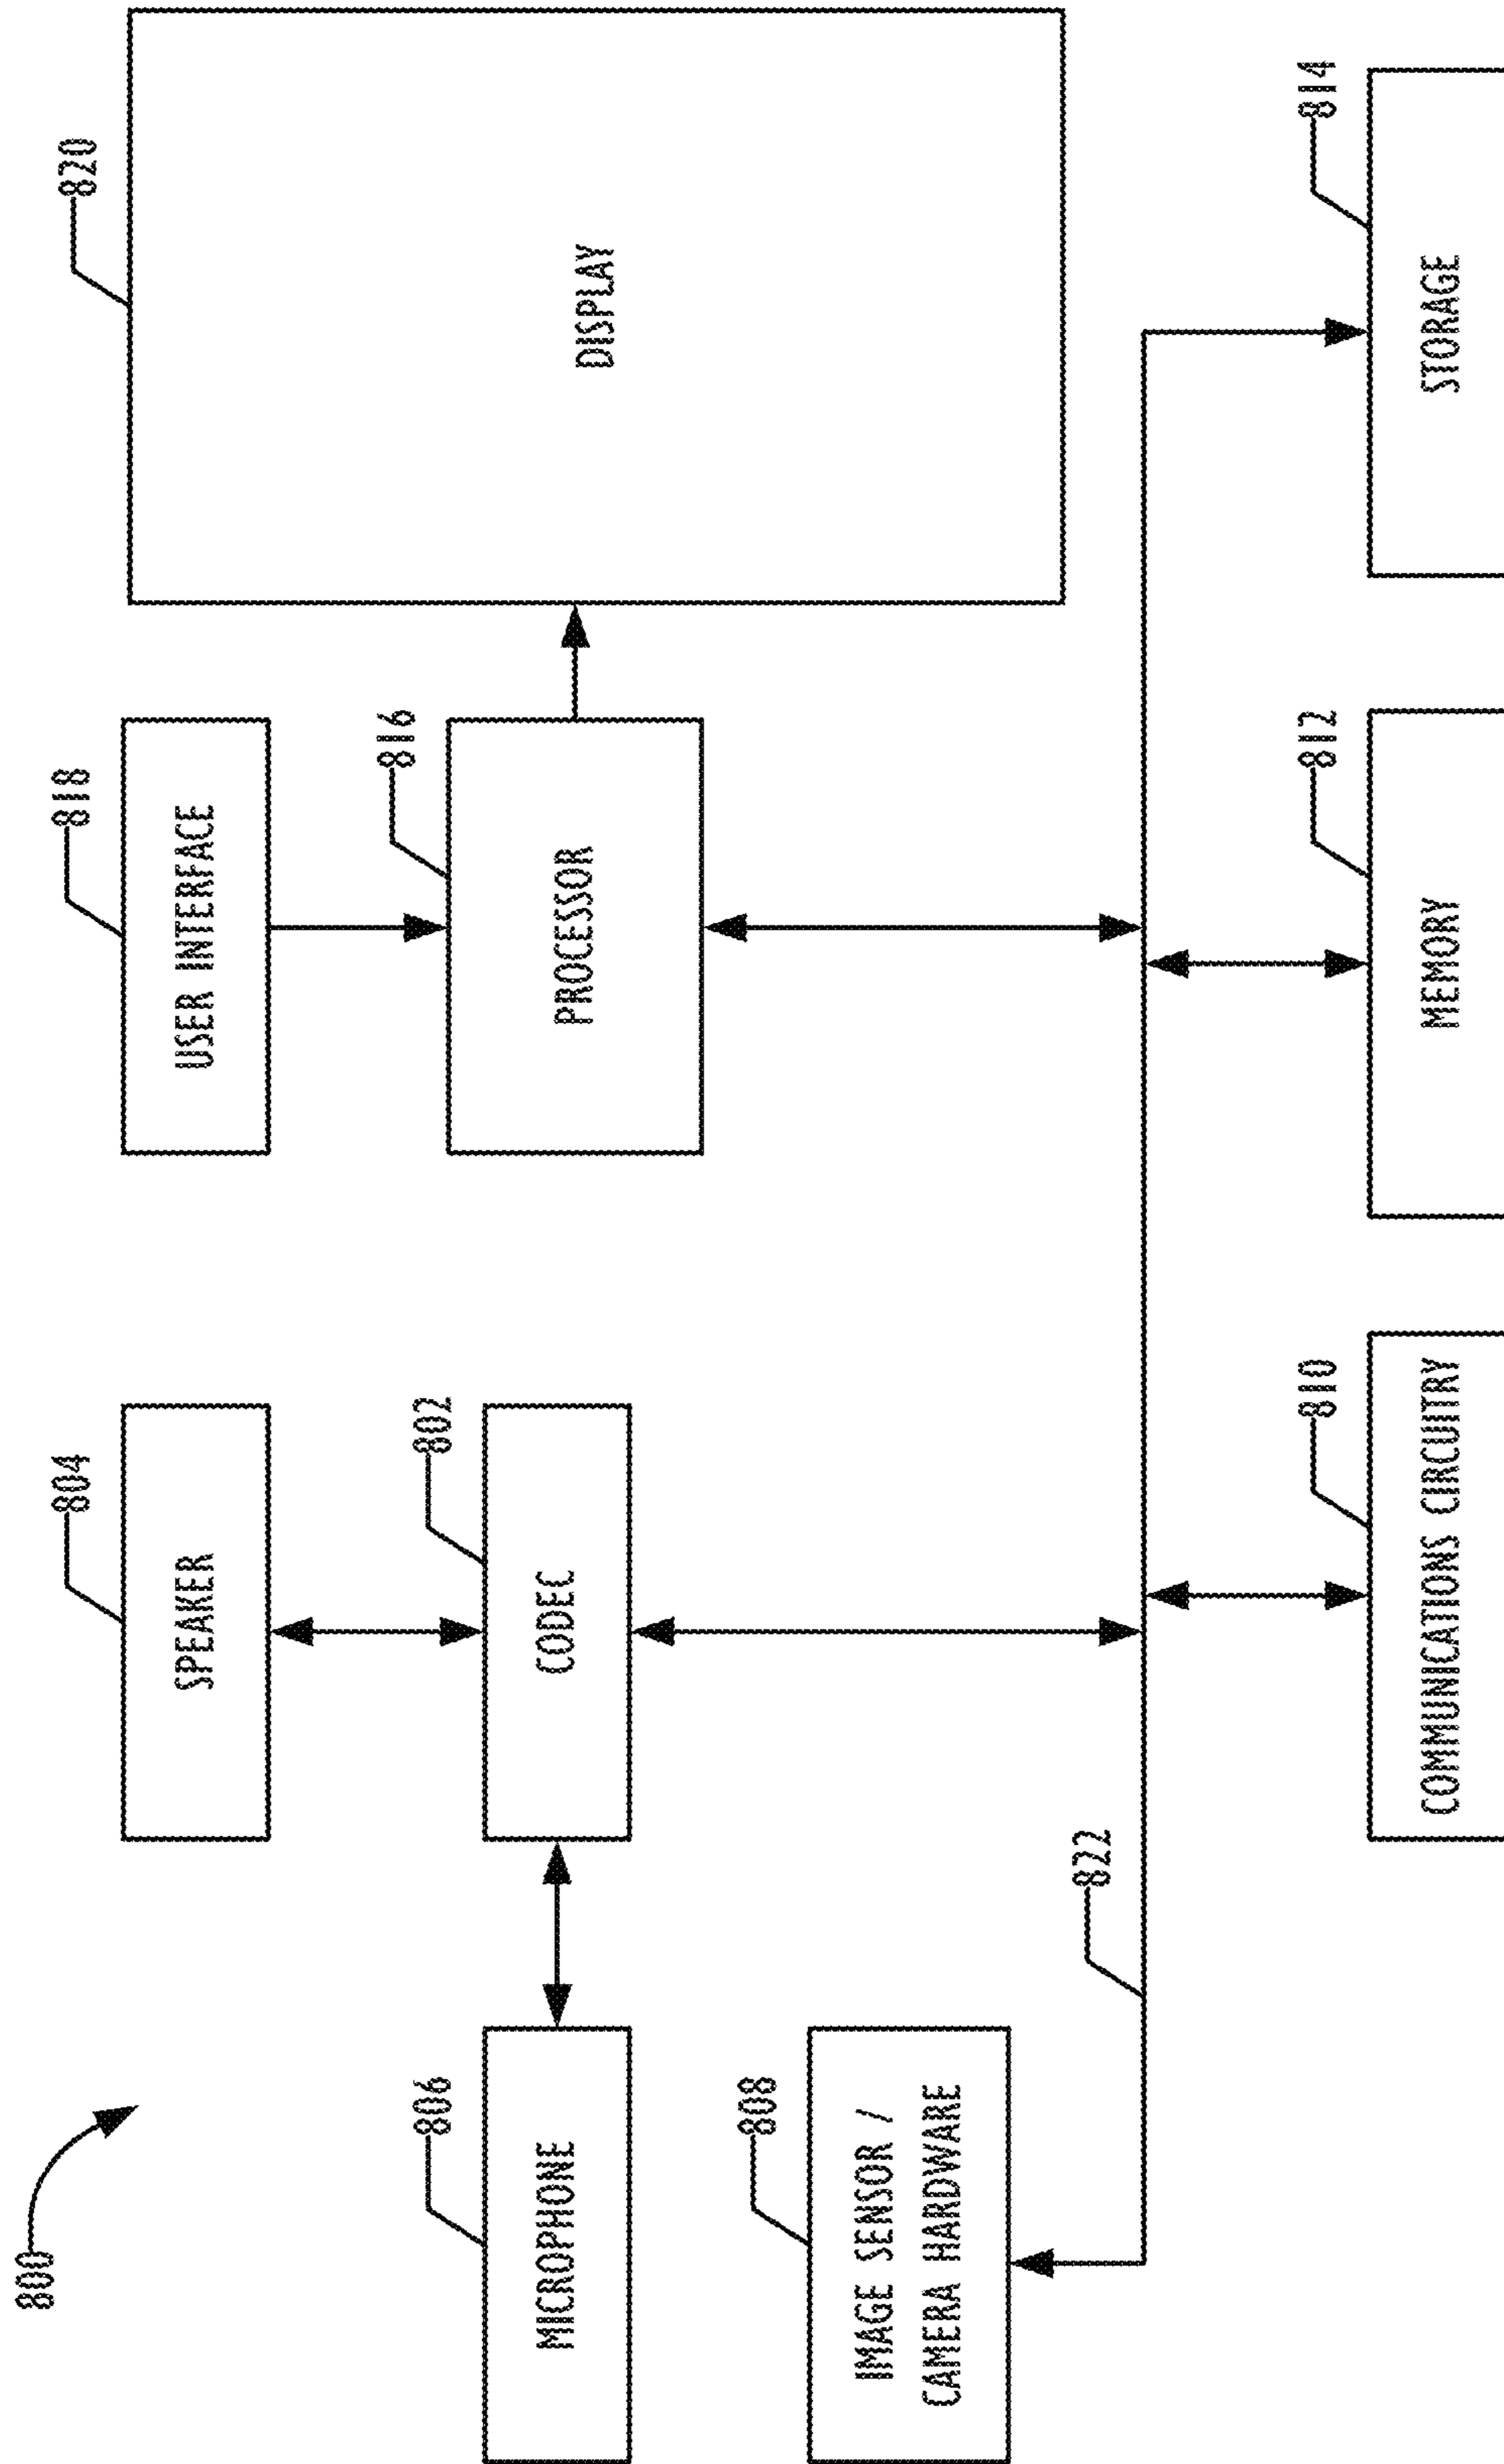 800
804
SPEAKER
818
USER INTERFACE
820
DISPLAY
806
MICROPHONE
802
CODEC
816
PROCESSOR
808
IMAGE SENSOR /
CAMERA HARDWARE
822
810
COMMUNICATIONS CIRCUITRY
812
MEMORY
814
STORAGE